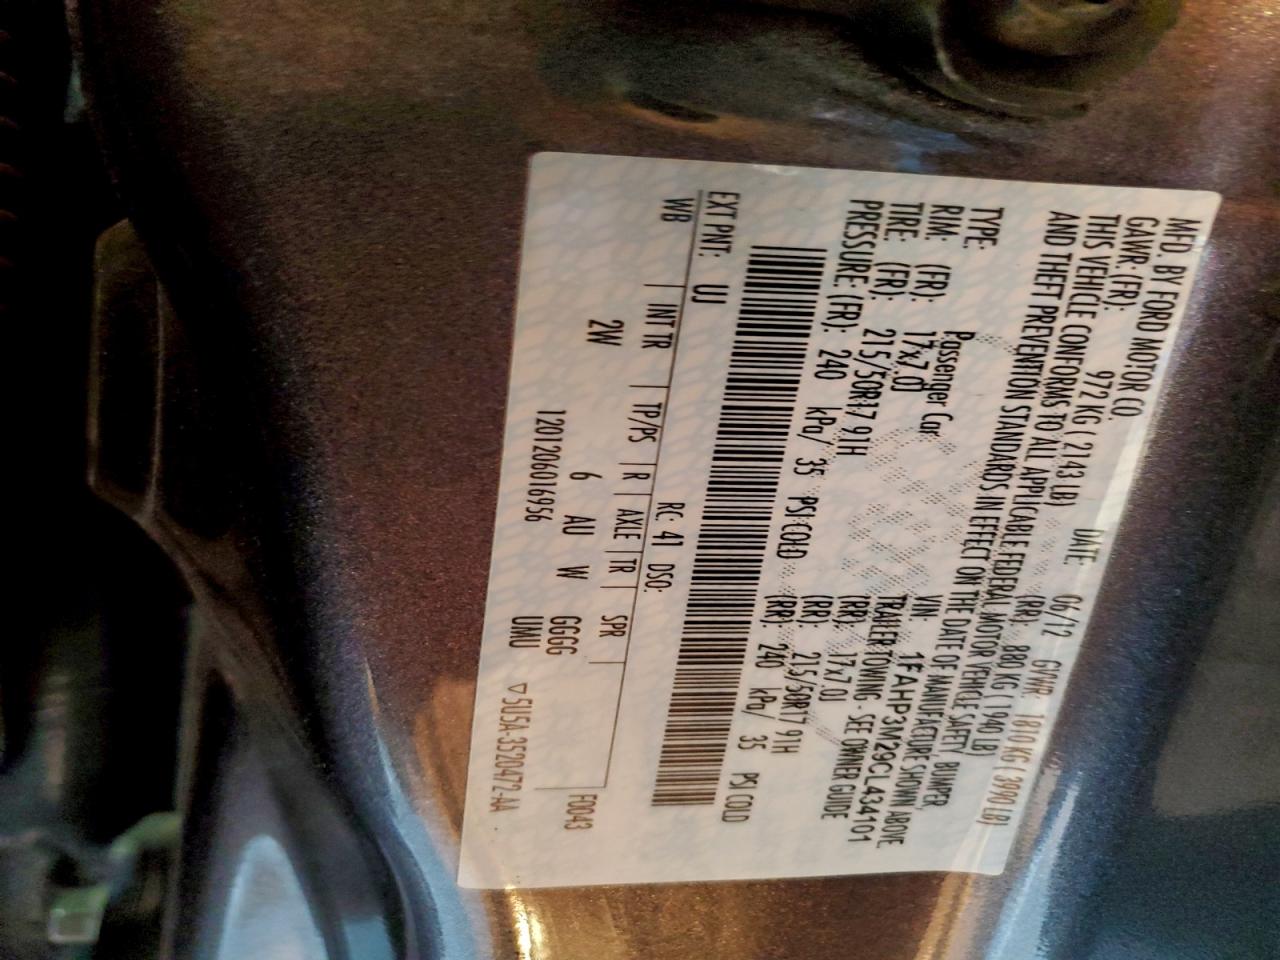 MFD. BY FORD MOTOR CO.
DATE: 06/12 GVWR: 1810 KG( 3990 LB)
GAWR: (FR): 972 KG ( 2143 LB) (RR): 880 KG ( 1940 LB)
THIS VEHICLE CONFORMS TO ALL APPLICABLE FEDERAL MOTOR VEHICLE SAFETY, BUMPER
AND THEFT PREVENTION STANDARDS IN EFFECT ON THE DATE OF MANUFACTURE SHOWN ABOVE.
VIN: 1FAHP3M29CL434101
TYPE: Passenger Car TRAILER TOWING - SEE OWNER GUIDE
RIM: (FR): 17x7.0J (RR): 17x7.0J
TIRE: (FR): 215/50R17 91H (RR): 215/50R17 91H
PRESSURE: (FR): 240 kPa/ 35 PSI COLD (RR): 240 kPa/ 35 PSI COLD
EXT PNT: UJ RC: 41 DSO:
WB INT TR TP/PS R AXLE TR SPR FD043
2W 6 AU W GGGG
1201206016956 UMU
▽5U5A-3520472-AA